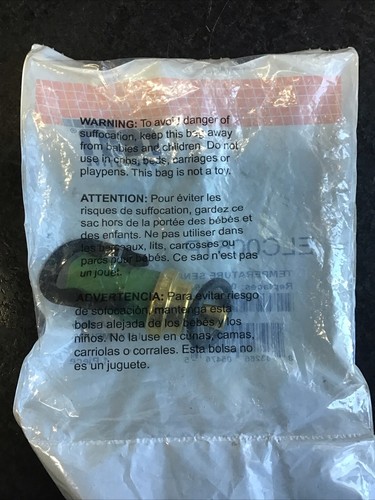 WARNING: To avoid danger of
suffocation, keep this bag away
from babies and children. Do not
use in cribs, beds, carriages or
playpens. This bag is not a toy.
ATTENTION: Pour éviter les
risques de suffocation, gardez ce
sac hors de la portée des bébés et
des enfants. Ne pas utiliser dans
les berceaux, lits, carrosses ou
parcs pour bébés. Ce sac n'est pas
un jouet.
ADVERTENCIA: Para evitar riesgo
de sofocación, mantenga esta
bolsa alejada de los bebés y los
niños. No la use en cunas, camas,
carriolas o corrales. Esta bolsa no
es un juguete.
ELCO
TEMPERATURE SEN